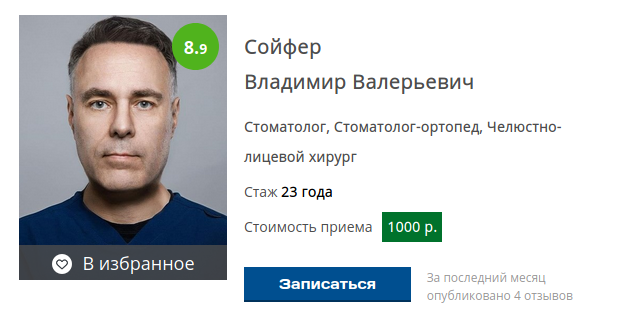 8.9
Сойфер
Владимир Валерьевич
Стоматолог, Стоматолог-ортопед, Челюстно-
лицевой хирург
Стаж 23 года
Стоимость приема 1000 р.
В избранное
Записаться
За последний месяц
опубликовано 4 отзывов